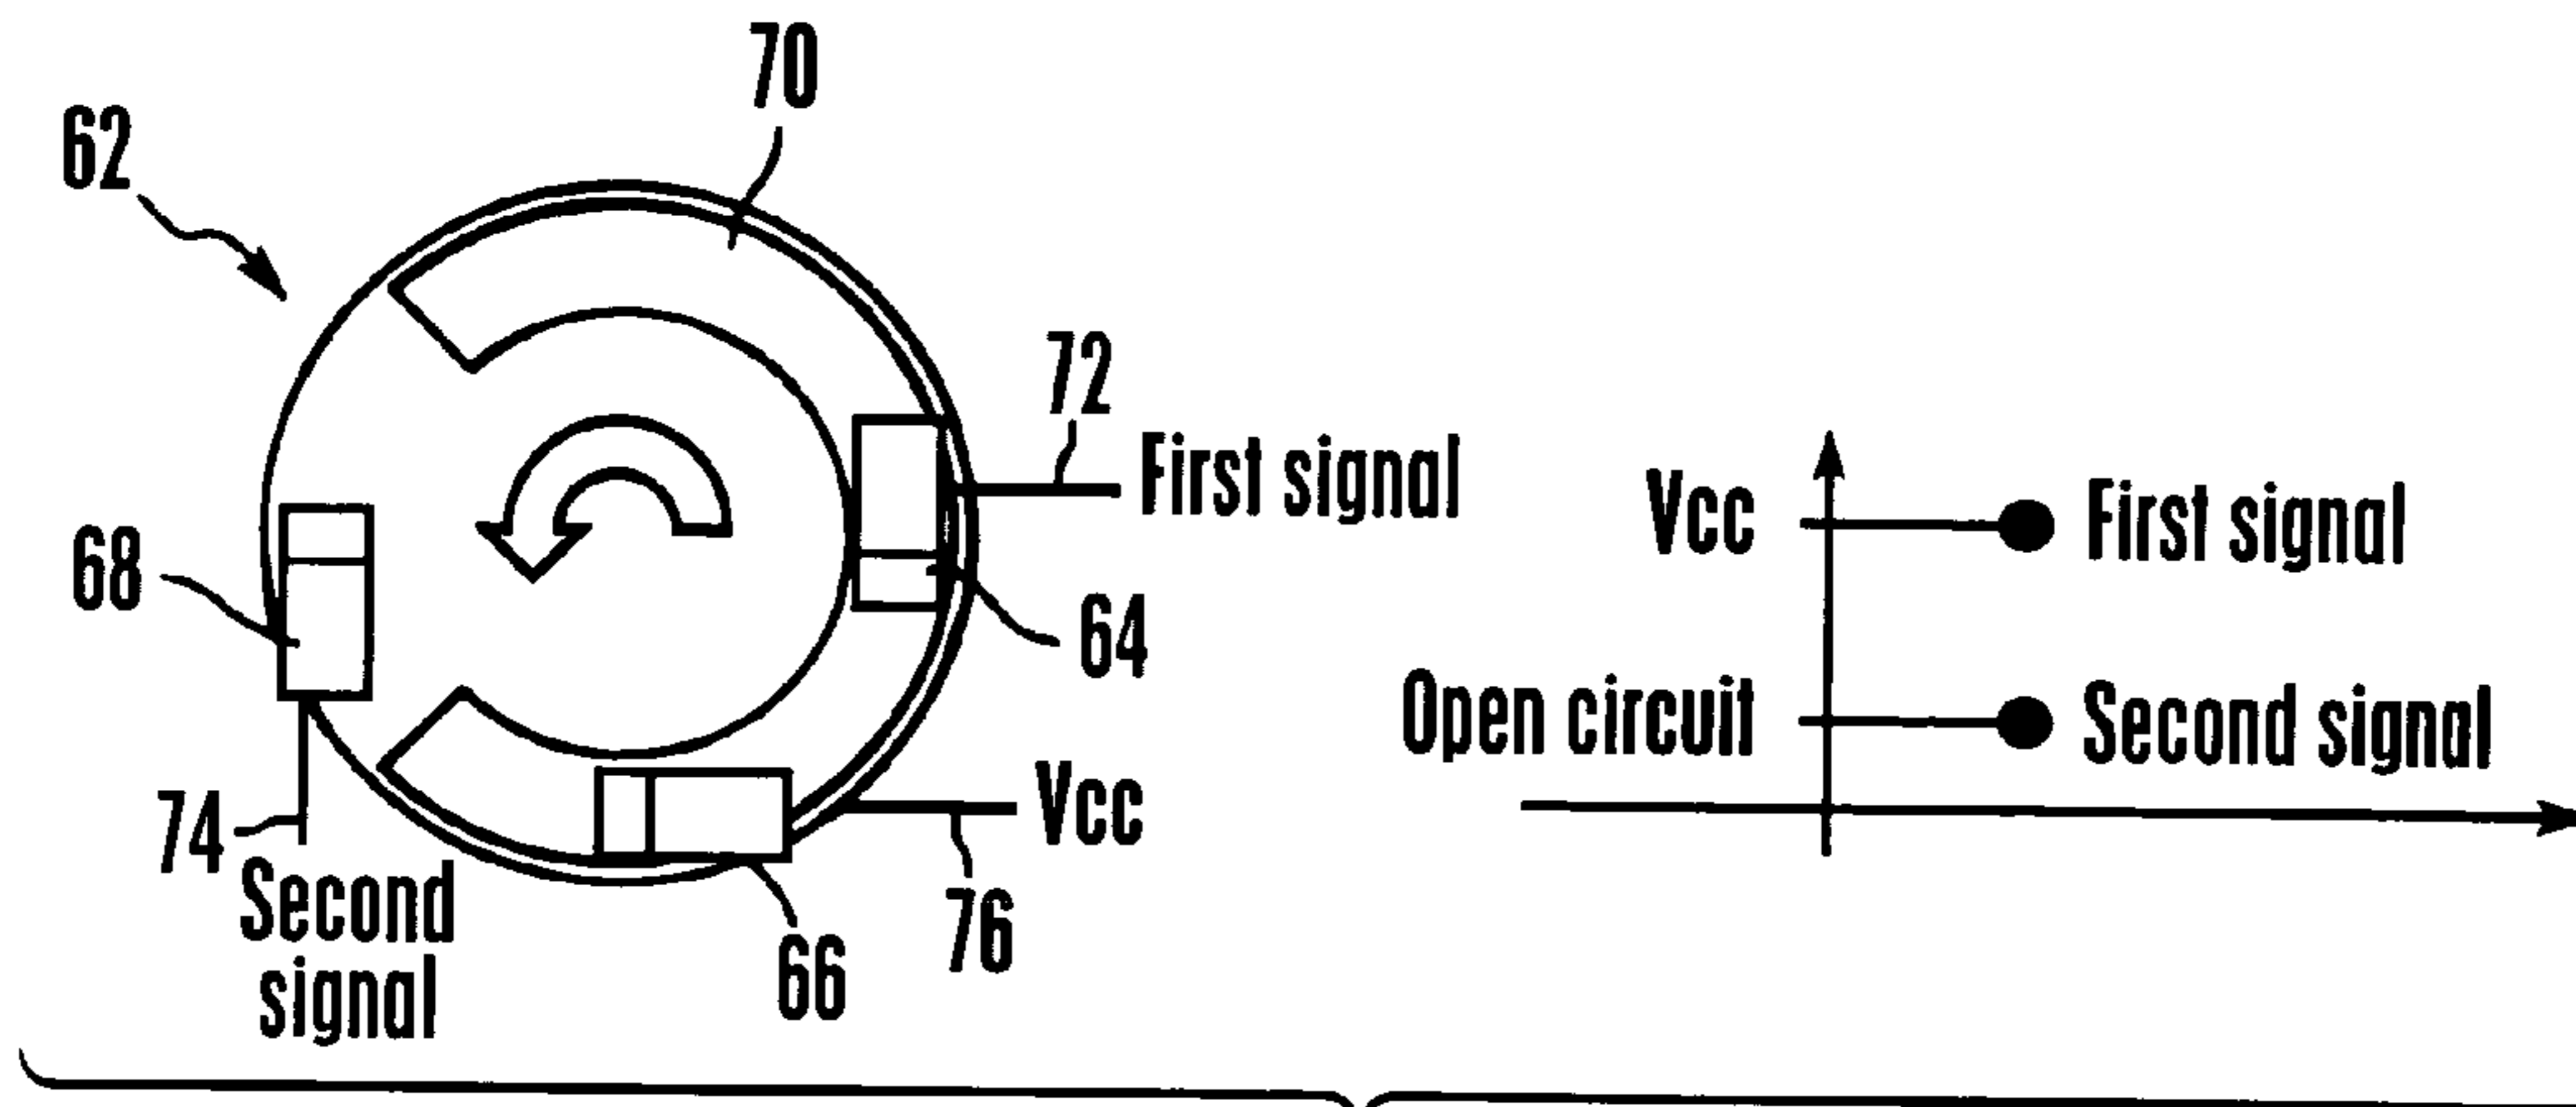 70
62
72
First signal
68
64
74
Second
signal
Vcc
76
66
Vcc
First signal
Open circuit
Second signal